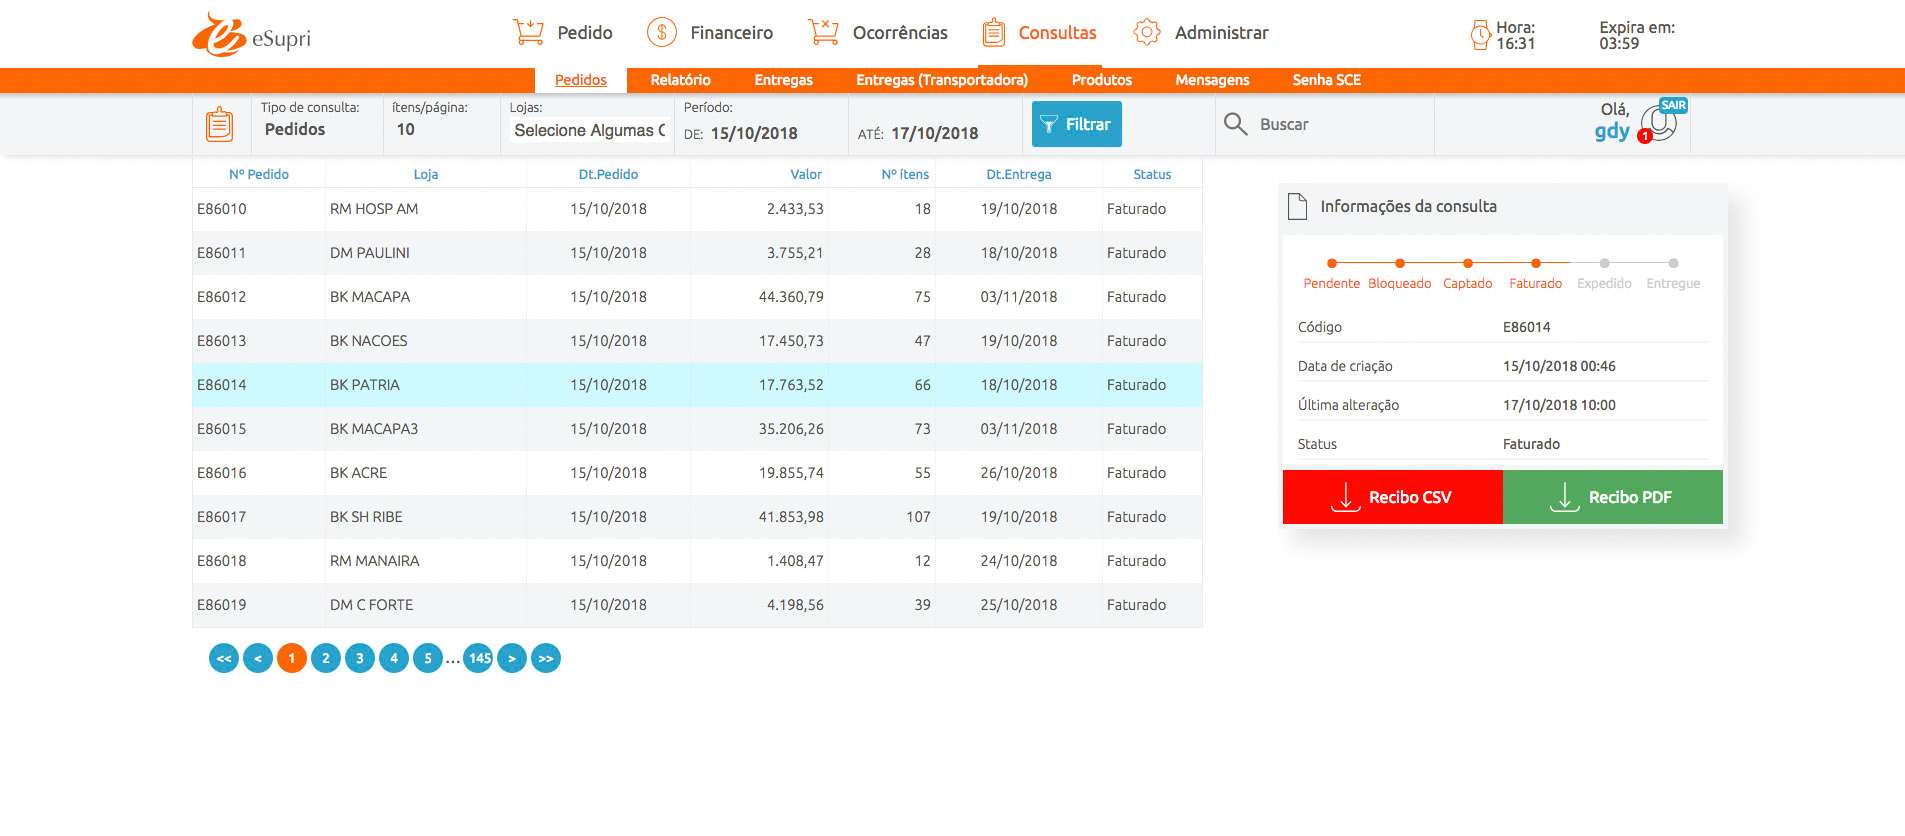 eSupri
Pedido Financeiro Ocorrências Consultas Administrar
Hora: 16:31
Expira em: 03:59
Pedidos Relatório Entregas Entregas (Transportadora) Produtos Mensagens Senha SCE
Tipo de consulta: Pedidos
ítens/página: 10
Lojas: Selecione Algumas O
Período:
DE: 15/10/2018 ATÉ: 17/10/2018
Filtrar
Buscar
Olá, gdy
SAIR
1
Nº Pedido Loja Dt.Pedido Valor Nº ítens Dt.Entrega Status
E86010 RM HOSP AM 15/10/2018 2.433,53 18 19/10/2018 Faturado
E86011 DM PAULINI 15/10/2018 3.755,21 28 18/10/2018 Faturado
E86012 BK MACAPA 15/10/2018 44.360,79 75 03/11/2018 Faturado
E86013 BK NACOES 15/10/2018 17.450,73 47 19/10/2018 Faturado
E86014 BK PATRIA 15/10/2018 17.763,52 66 18/10/2018 Faturado
E86015 BK MACAPA3 15/10/2018 35.206,26 73 03/11/2018 Faturado
E86016 BK ACRE 15/10/2018 19.855,74 55 26/10/2018 Faturado
E86017 BK SH RIBE 15/10/2018 41.853,98 107 19/10/2018 Faturado
E86018 RM MANAIRA 15/10/2018 1.408,47 12 24/10/2018 Faturado
E86019 DM C FORTE 15/10/2018 4.198,56 39 25/10/2018 Faturado
<< < 1 2 3 4 5 ... 145 > >>
Informações da consulta
Pendente Bloqueado Captado Faturado Expedido Entregue
Código E86014
Data de criação 15/10/2018 00:46
Última alteração 17/10/2018 10:00
Status Faturado
Recibo CSV Recibo PDF